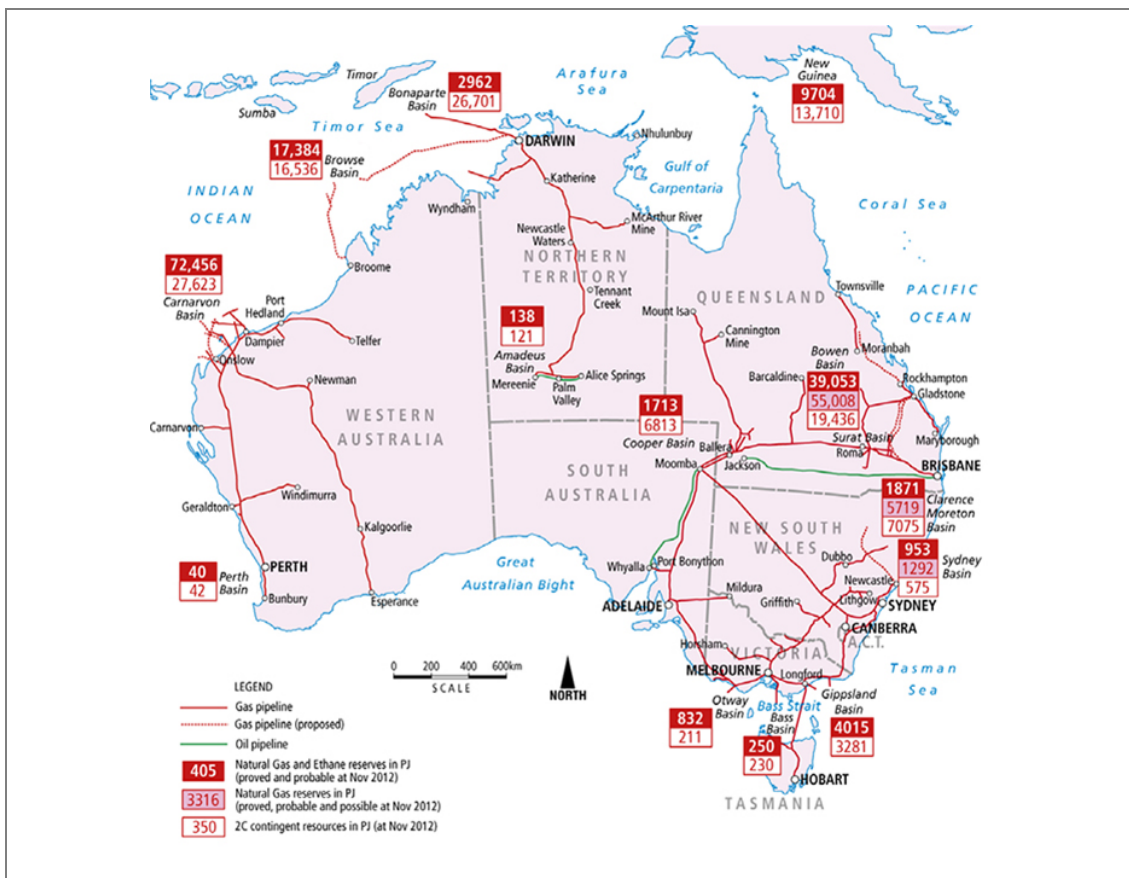 New
Guinea
9704
13,710
Timor
Arafura
Sea
2962
26,701
Bonaparte
Basin
Sumba
Timor Sea
17,384
16,536
Browse
Basin
DARWIN
Nhulunbuy
Gulf of
Carpentaria
INDIAN
OCEAN
Katherine
Wyndham
McArthur River
Mine
Coral Sea
Newcastle
Waters
NORTHERN
TERRITORY
Broome
72,456
27,623
Carnarvon
Basin
Tennant
Creek
QUEENSLAND
Townsville
PACIFIC
OCEAN
Port
Hedland
Dampier
Telfer
Onslow
138
121
Amadeus
Basin
Mereenie
Palm
Valley
Alice Springs
Mount Isa
Cannington
Mine
Bowen
Basin
Moranbah
Barcaldine
39,053
55,008
19,436
Rockhampton
Gladstone
Newman
WESTERN
AUSTRALIA
1713
6813
Cooper Basin
Ballera
Carnarvon
Surat Basin
Roma
Maryborough
Moomba
Jackson
BRISBANE
SOUTH
AUSTRALIA
Windimurra
Geraldton
Kalgoorlie
1871
5719
7075
Clarence
Moreton
Basin
NEW SOUTH
WALES
Great
Australian Bight
Whyalla
Port Bonython
Dubbo
953
1292
575
Sydney
Basin
40
42
Perth
Basin
PERTH
Bunbury
Esperance
Newcastle
Mildura
Griffith
Lithgow
SYDNEY
ADELAIDE
CANBERRA
A.C.T.
Horsham
VICTORIA
MELBOURNE
Longford
Tasman
Sea
Otway
Basin
Bass Strait
Bass
Basin
Gippsland
Basin
832
211
250
230
4015
3281
HOBART
TASMANIA
0 200 400 600km
SCALE
NORTH
LEGEND
Gas pipeline
Gas pipeline (proposed)
Oil pipeline
405 Natural Gas and Ethane reserves in PJ
(proved and probable at Nov 2012)
3316 Natural Gas reserves in PJ
(proved, probable and possible at Nov 2012)
350 2C contingent resources in PJ (at Nov 2012)